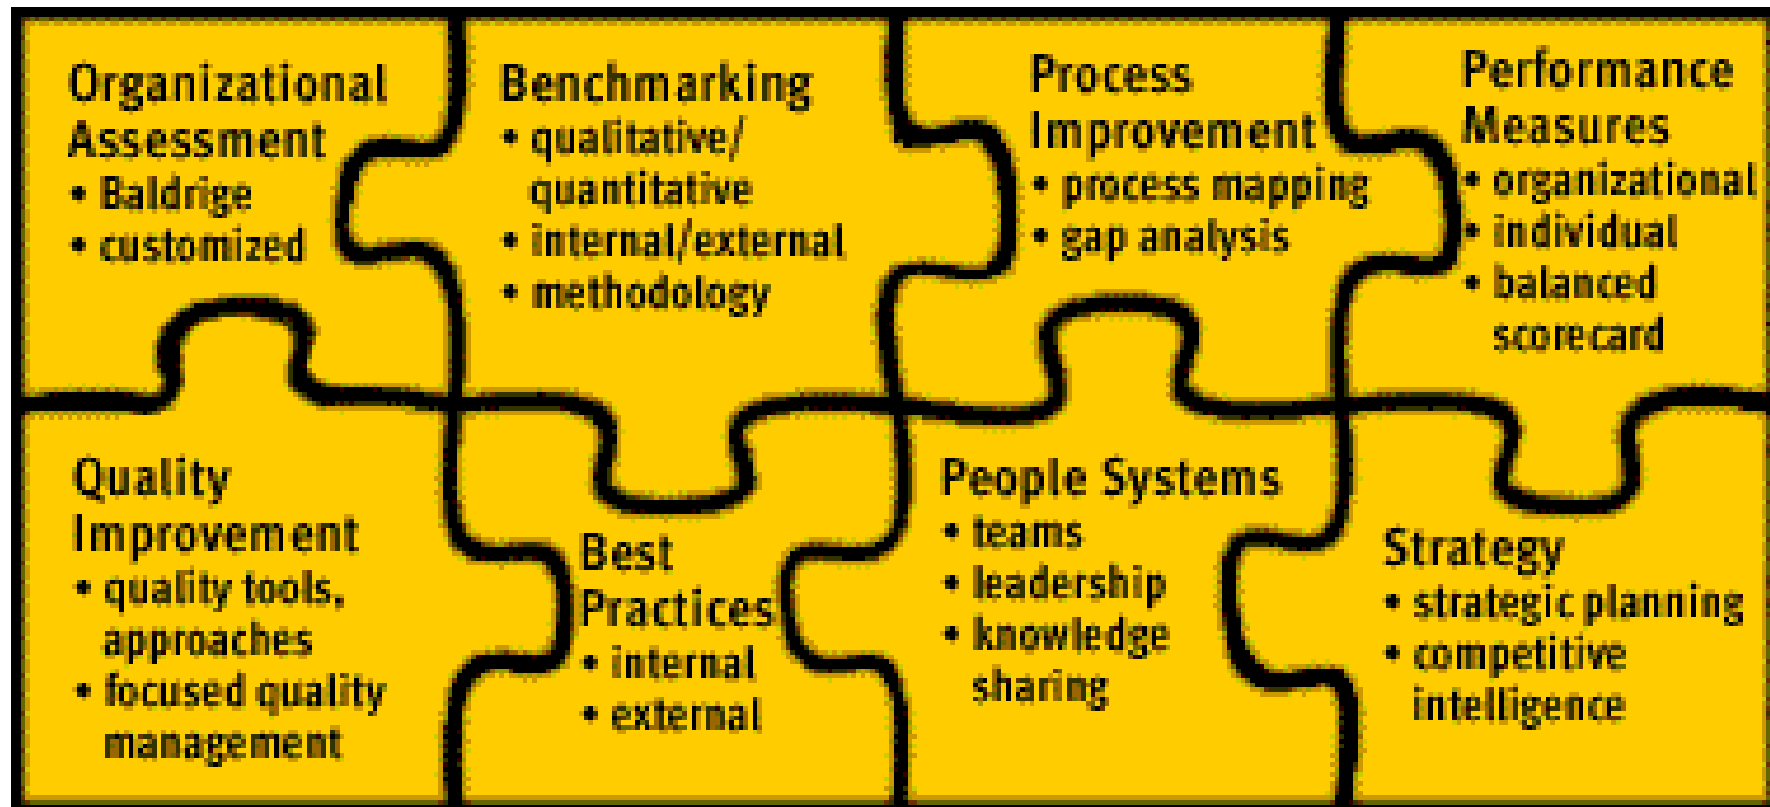 Organizational
Assessment
• Baldrige
• customized
Benchmarking
• qualitative/
quantitative
• internal/external
• methodology
Process
Improvement
• process mapping
• gap analysis
Performance
Measures
• organizational
• individual
• balanced
scorecard
Quality
Improvement
• quality tools,
approaches
• focused quality
management
Best
Practices
• internal
• external
People Systems
• teams
• leadership
• knowledge
sharing
Strategy
• strategic planning
• competitive
intelligence